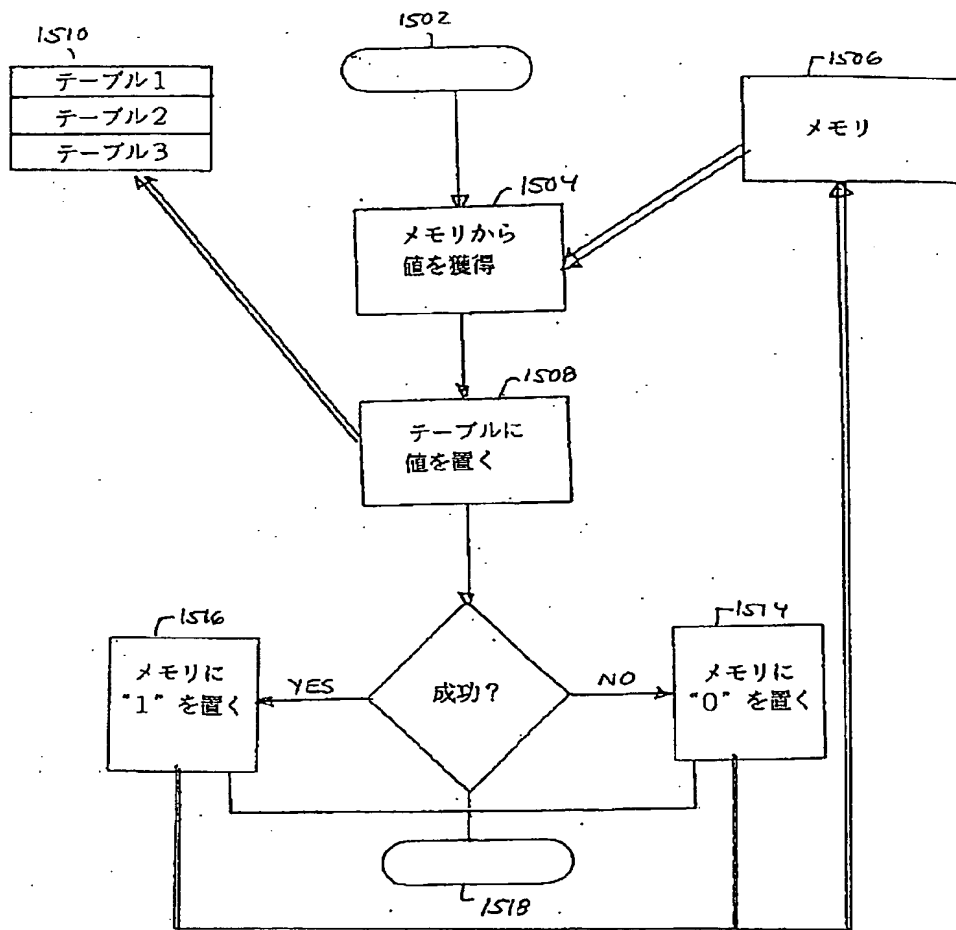 1502
1510
テーブル1
テーブル2
テーブル3
1506
メモリ
1504
メモリから
値を獲得
1508
テーブルに
値を置く
1516
メモリに
"1" を置く
YES
成功?
NO
1514
メモリに
"0" を置く
1518